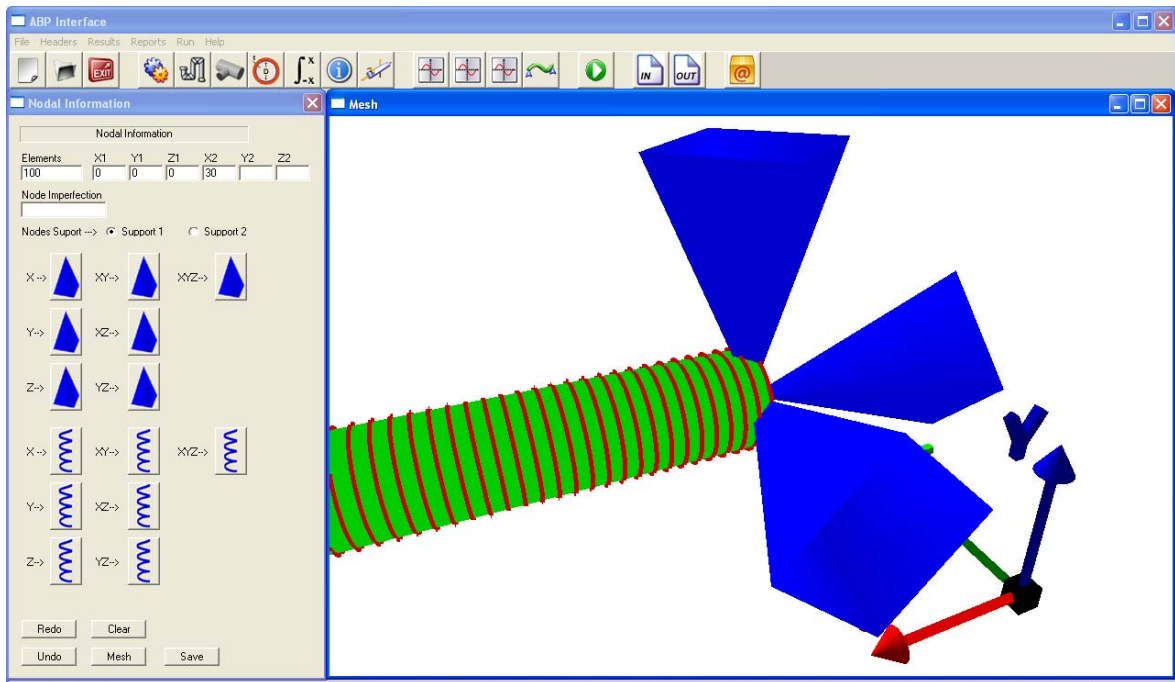 ABP Interface
File Headers Results Reports Run Help
EXIT
x
-x
IN OUT
@
Nodal Information
Nodal Information
Elements X1 Y1 Z1 X2 Y2 Z2
100 0 0 0 30
Node Imperfection
Nodes Suport ---> Support 1 Support 2
X --> XY--> XYZ-->
Y--> XZ-->
Z--> YZ-->
X --> XY--> XYZ-->
Y--> XZ-->
Z--> YZ-->
Redo Clear
Undo Mesh Save
Mesh
Y